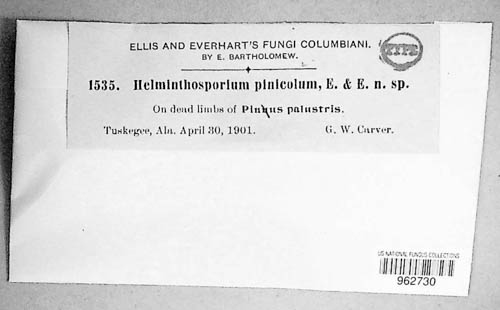 ELLIS AND EVERHART'S FUNGI COLUMBIANI.
BY E. BARTHOLOMEW.
TYPE
1535. Helminthosporium pinicolum, E. & E. n. sp.
On dead limbs of Pinus palustris.
Tuskegee, Ala. April 30, 1901. G. W. Carver.
US NATIONAL FUNGUS COLLECTIONS
962730